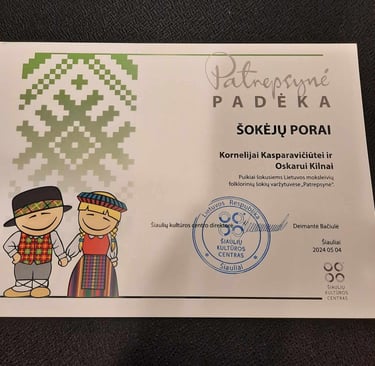 Patrepsynė
PADĖKA
ŠOKĖJŲ PORAI
Kornelijai Kasparavičiūtei ir
Oskarui Kilnai
Puikiai šokusiems Lietuvos moksleivių
folklorinių šokių varžytuvėse „Patrepsynė“.
Šiaulių kultūros centro direktorė
Deimantė Bačiulė
Lietuvos Respublika
ŠIAULIŲ
KULTŪROS
CENTRAS
Šiauliai
Šiauliai
2024 05 04
ŠIAULIŲ
KULTŪROS
CENTRAS